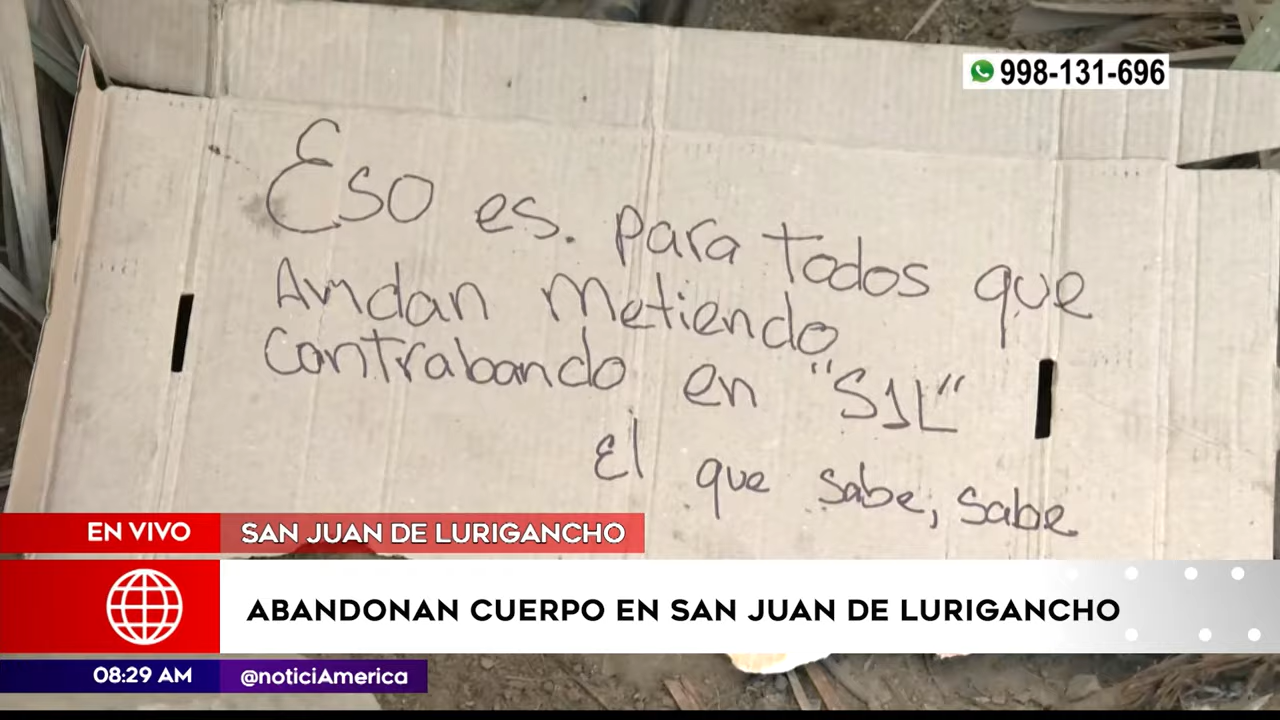 998-131-696
Eso es. para todos que
Andan Metiendo
Contrabando en "SJL"
El que sabe, sabe
EN VIVO SAN JUAN DE LURIGANCHO
ABANDONAN CUERPO EN SAN JUAN DE LURIGANCHO
08:29 AM @noticiAmerica